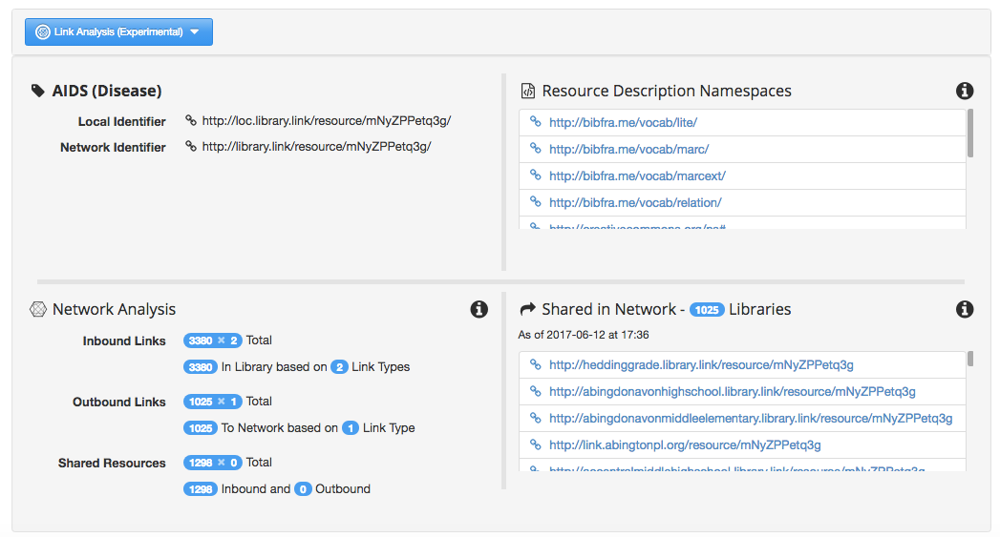 Link Analysis (Experimental)
AIDS (Disease)
Local Identifier http://loc.library.link/resource/mNyZPPetq3g/
Network Identifier http://library.link/resource/mNyZPPetq3g/
Resource Description Namespaces
http://bibfra.me/vocab/lite/
http://bibfra.me/vocab/marc/
http://bibfra.me/vocab/marcext/
http://bibfra.me/vocab/relation/
http://creativecommons.org/ns#
Network Analysis
Inbound Links 3380 × 2 Total
3380 In Library based on 2 Link Types
Outbound Links 1025 × 1 Total
1025 To Network based on 1 Link Type
Shared Resources 1298 × 0 Total
1298 Inbound and 0 Outbound
Shared in Network - 1025 Libraries
As of 2017-06-12 at 17:36
http://heddinggrade.library.link/resource/mNyZPPetq3g
http://abingdonavonhighschool.library.link/resource/mNyZPPetq3g
http://abingdonavonmiddleelementary.library.link/resource/mNyZPPetq3g
http://link.abingtonpl.org/resource/mNyZPPetq3g